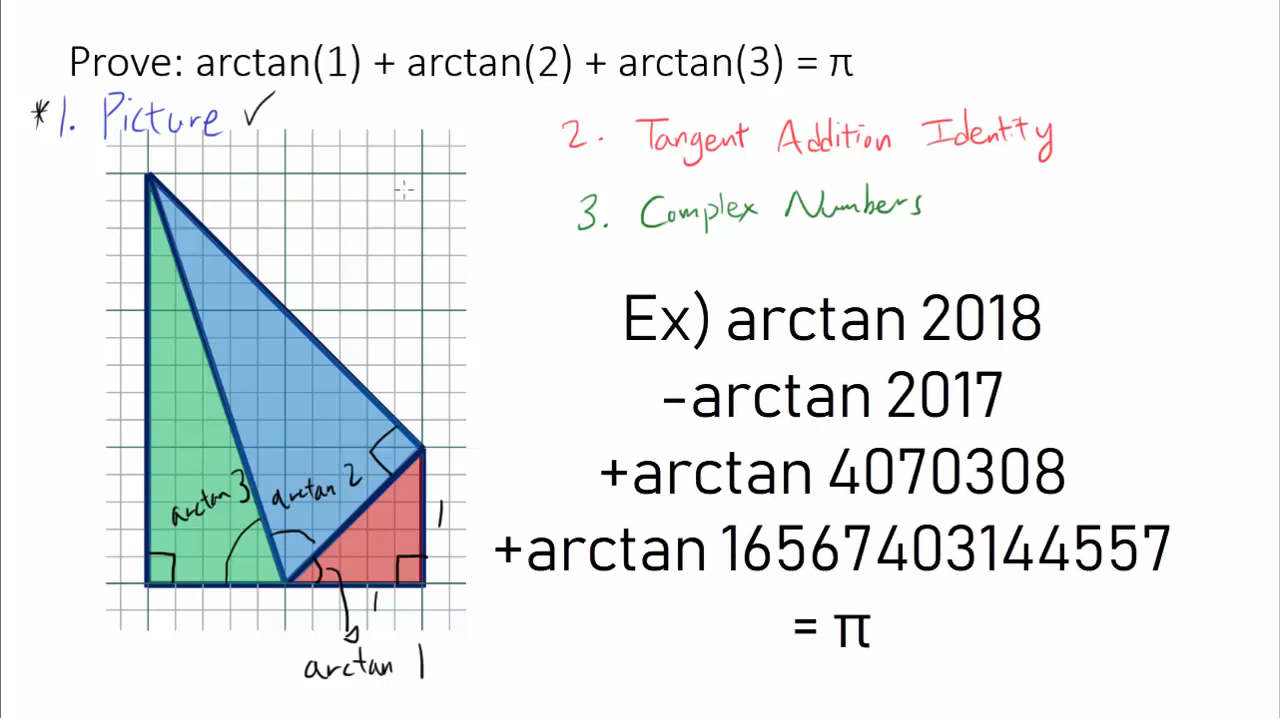 Prove: arctan(1) + arctan(2) + arctan(3) = π
*1. Picture ✓
2. Tangent Addition Identity
3. Complex Numbers
Ex) arctan 2018
-arctan 2017
+arctan 4070308
+arctan 16567403144557
= π
arctan 3
arctan 2
1
1
arctan 1